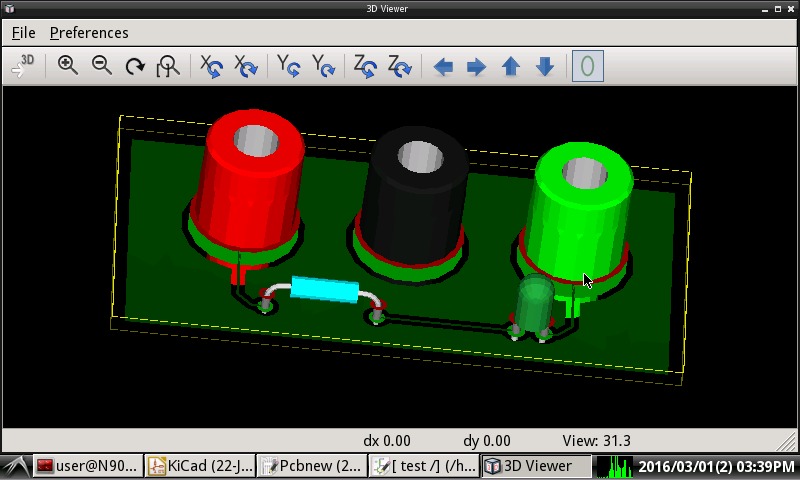 3D Viewer
File Preferences
3D X X Y Y Z Z 0
dx 0.00 dy 0.00 View: 31.3
user@N90... KiCad (22-J... Pcbnew (2... [ test /] (/h... 3D Viewer 2016/03/01(2) 03:39PM